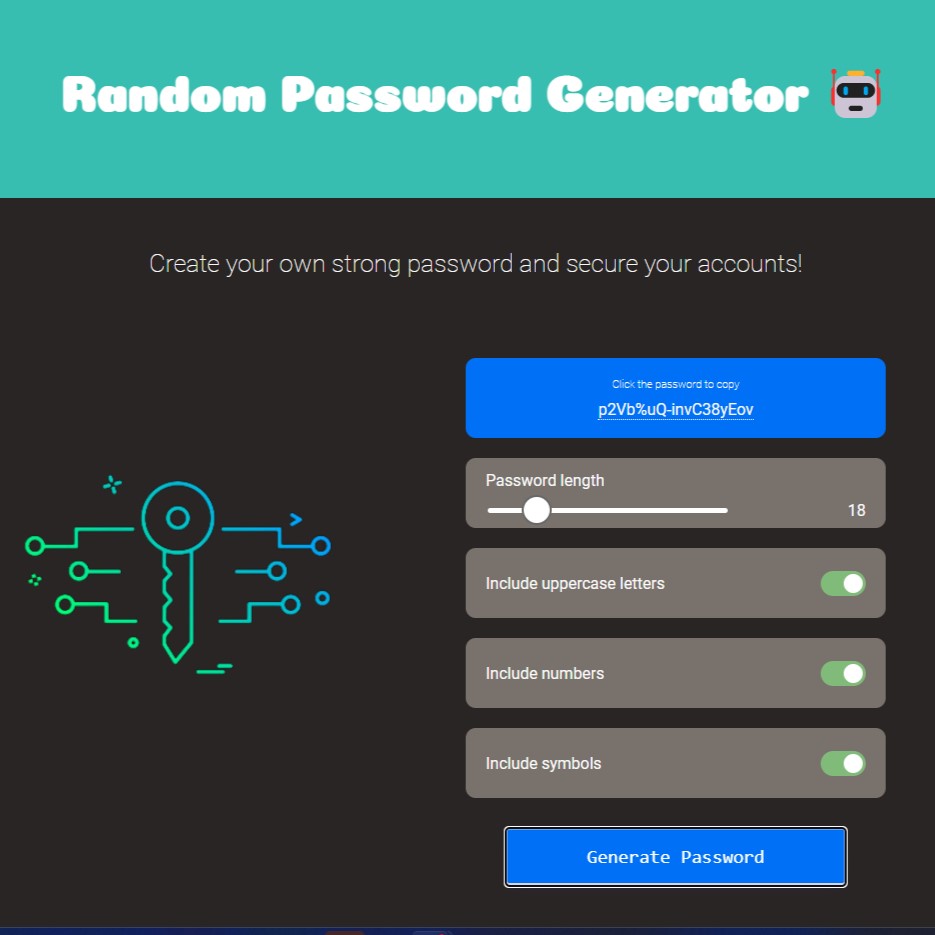 Random Password Generator
Create your own strong password and secure your accounts!
Click the password to copy
p2Vb%uQ-invC38yEov
Password length
18
Include uppercase letters
Include numbers
Include symbols
Generate Password